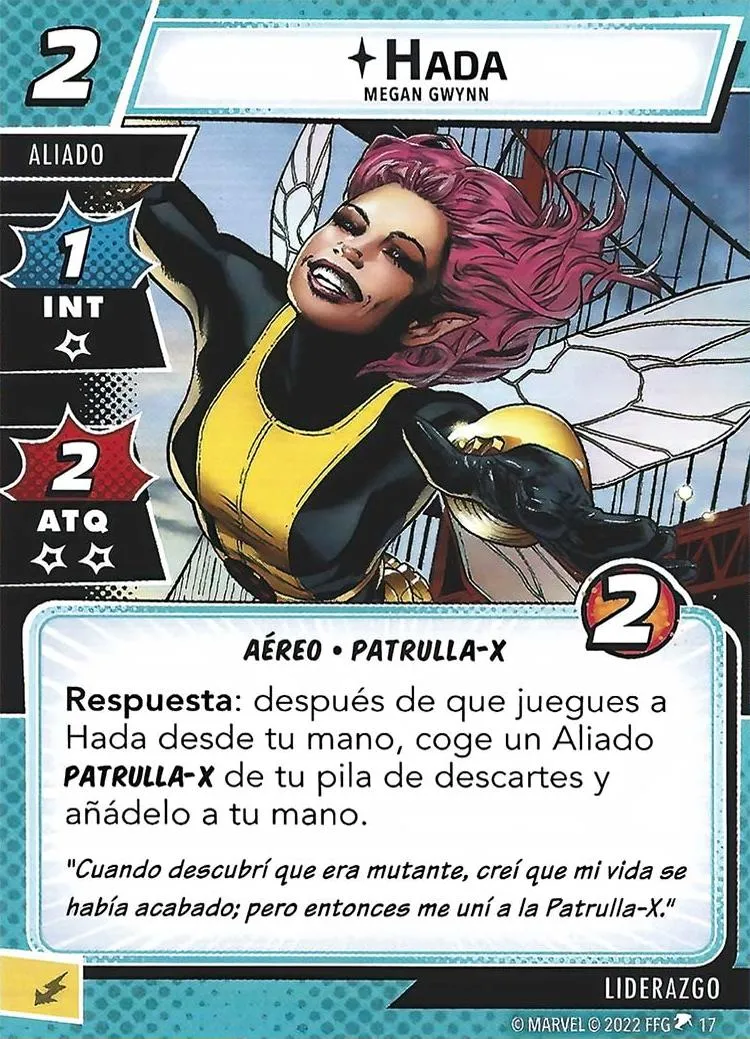 2
HADA
MEGAN GWYNN
ALIADO
1
INT
2
ATQ
2
AÉREO • PATRULLA-X
Respuesta: después de que juegues a
Hada desde tu mano, coge un Aliado
PATRULLA-X de tu pila de descartes y
añádelo a tu mano.
"Cuando descubrí que era mutante, creí que mi vida se
había acabado; pero entonces me uní a la Patrulla-X."
LIDERAZGO
© MARVEL © 2022 FFG 17